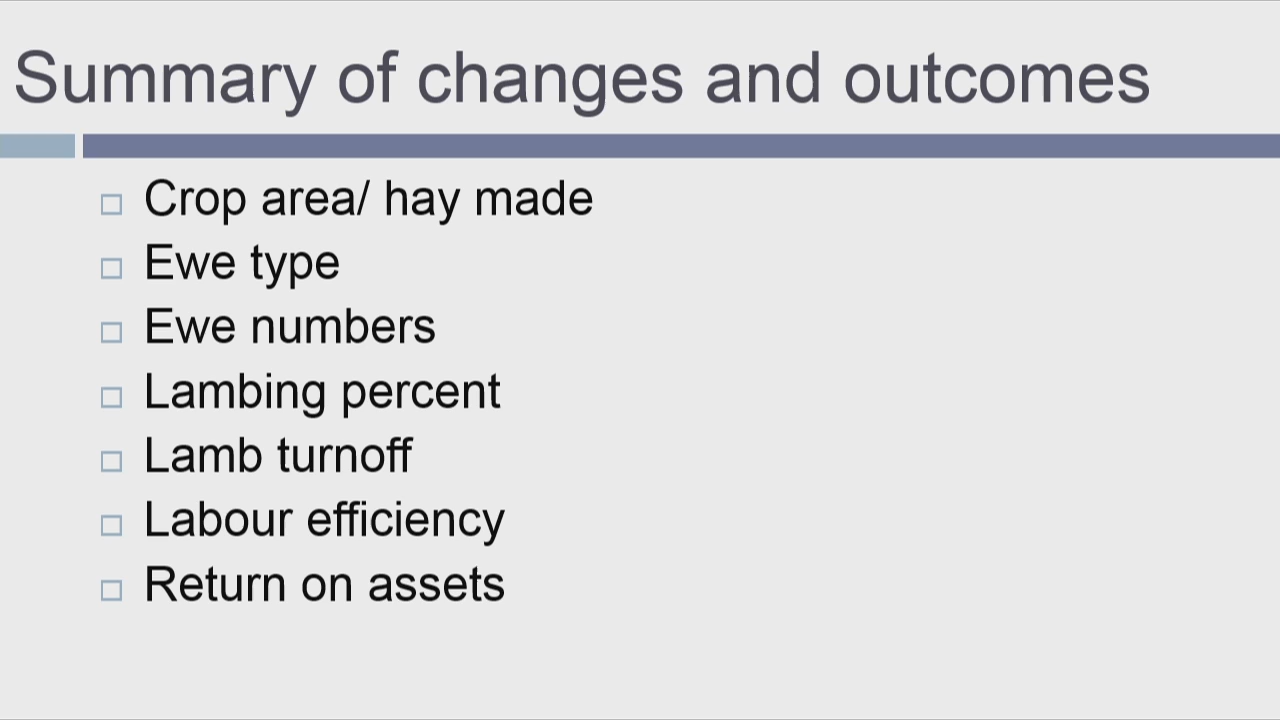 Summary of changes and outcomes
Crop area/ hay made
Ewe type
Ewe numbers
Lambing percent
Lamb turnoff
Labour efficiency
Return on assets